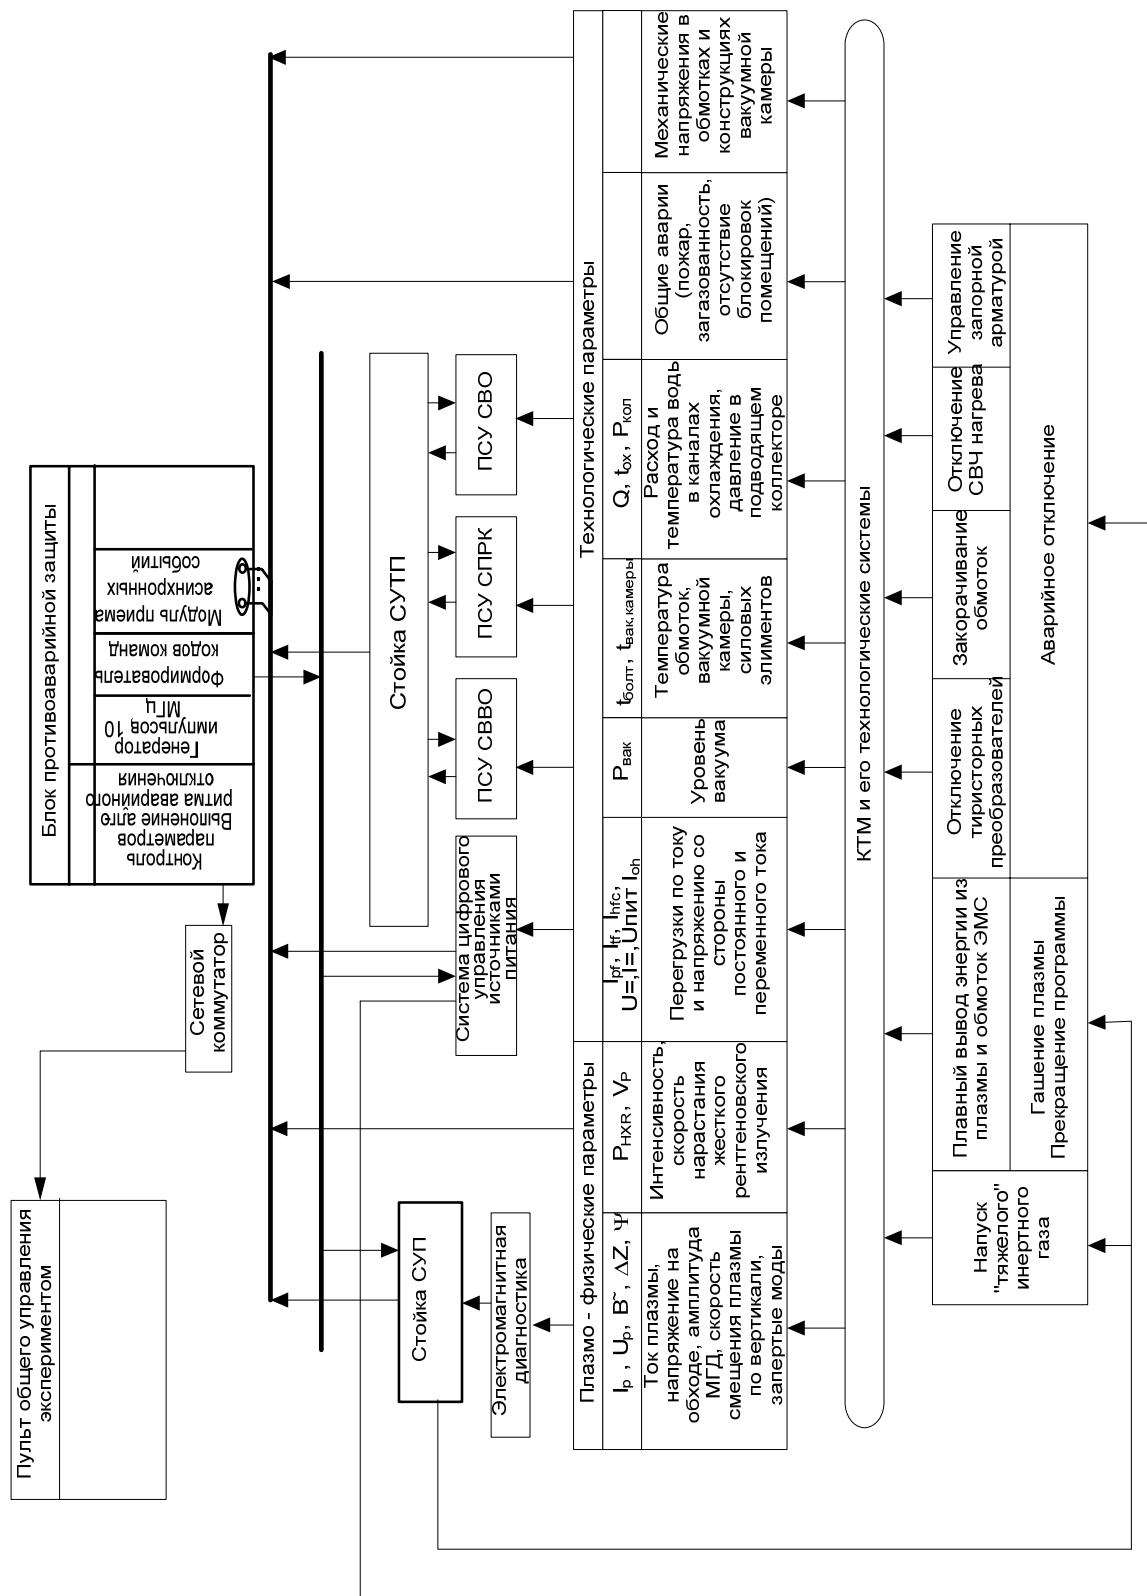 Пульт общего управления
экспериментом
Сетевой
коммутатор
Блок противоаварийной защиты
Контроль
параметров
Выпонение алго
ритма аварийного
отключения
Генератор
импульсов 10
МГц
Формирователь
кодов команд
Модуль приема
асинхронных
событий
Стойка СУП
Электромагнитная
диагностика
Стойка СУТП
Система цифрового
управления
источниками
питания
ПСУ СВВО
ПСУ СПРК
ПСУ СВО
Плазмо - физические параметры
Технологические параметры
Ip , Up, B~, ΔZ, Ψ
PHXR, VP
Ipf, Itf, Ihfc,
U=,I=,Uпит Ioh
Pвак
tболт, tвак.камеры
Q, tох, Pкол
Ток плазмы,
напряжение на
обходе, амплитуда
МГД, скорость
смещения плазмы
по вертикали,
запертые моды
Интенсивность,
скорость
нарастания
жесткого
рентгеновского
излучения
Перегрузки по току
и напряжению со
стороны
постоянного и
переменного тока
Уровень
вакуума
Температура
обмоток,
вакуумной
камеры,
силовых
элиментов
Расход и
температура водь
в каналах
охлаждения,
давление в
подводящем
коллекторе
Общие аварии
(пожар,
загазованность,
отсутствие
блокировок
помещений)
Механические
напряжения в
обмотках и
конструкциях
вакуумной
камеры
КТМ и его технологические системы
Напуск
"тяжелого"
инертного
газа
Плавный вывод энергии из
плазмы и обмоток ЭМС
Отключение
тиристорных
преобразователей
Закорачивание
обмоток
Отключение
СВЧ нагрева
Управление
запорной
арматурой
Гашение плазмы
Прекращение программы
Аварийное отключение